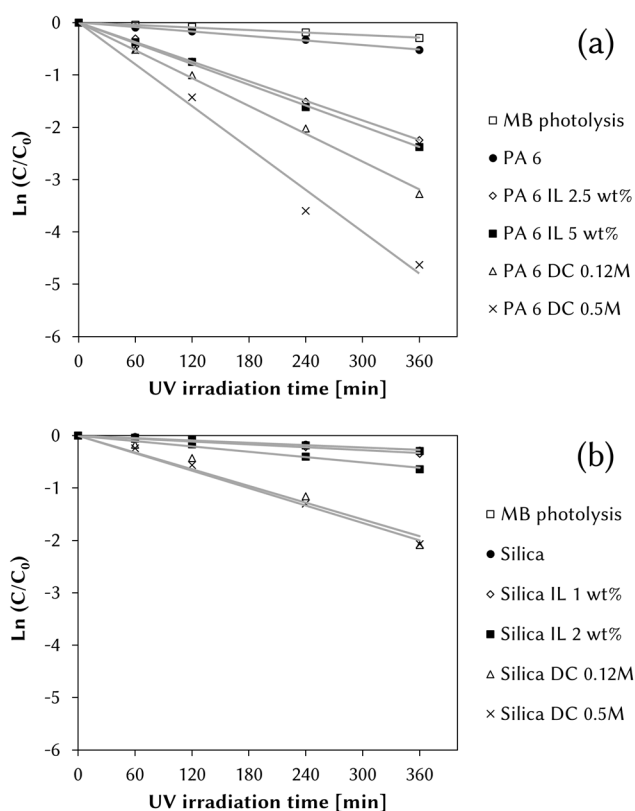 (a)
0
-1
-2
-3
-4
-5
-6
Ln (C/C0)
0 60 120 180 240 300 360
UV irradiation time [min]
MB photolysis
PA 6
PA 6 IL 2.5 wt%
PA 6 IL 5 wt%
PA 6 DC 0.12M
PA 6 DC 0.5M
(b)
0
-1
-2
-3
-4
-5
-6
Ln (C/C0)
0 60 120 180 240 300 360
UV irradiation time [min]
MB photolysis
Silica
Silica IL 1 wt%
Silica IL 2 wt%
Silica DC 0.12M
Silica DC 0.5M